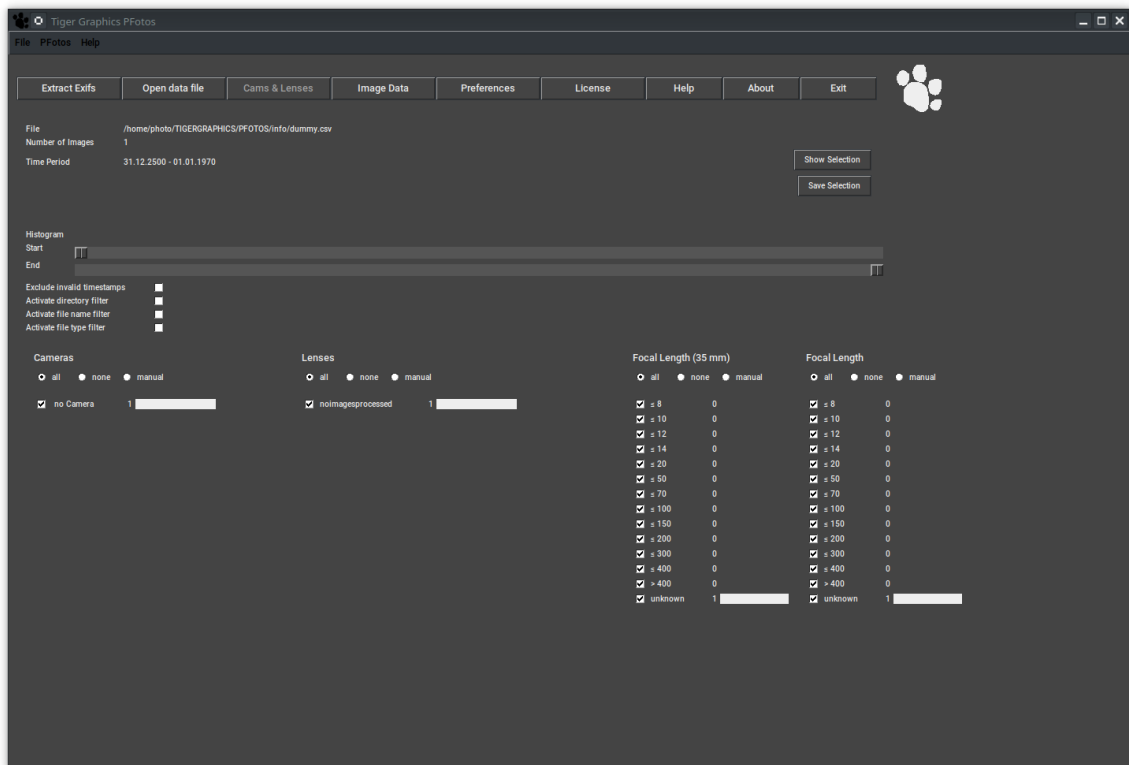 Tiger Graphics PFotos
File PFotos Help
Extract Exifs Open data file Cams & Lenses Image Data Preferences License Help About Exit
File /home/photo/TIGERGRAPHICS/PFOTOS/info/dummy.csv
Number of Images 1
Time Period 31.12.2500 - 01.01.1970
Show Selection
Save Selection
Histogram
Start
End
Exclude invalid timestamps
Activate directory filter
Activate file name filter
Activate file type filter
Cameras Lenses Focal Length (35 mm) Focal Length
all none manual all none manual all none manual all none manual
no Camera 1 noimagesprocessed 1 ≤ 8 0 ≤ 8 0
≤ 10 0 ≤ 10 0
≤ 12 0 ≤ 12 0
≤ 14 0 ≤ 14 0
≤ 20 0 ≤ 20 0
≤ 50 0 ≤ 50 0
≤ 70 0 ≤ 70 0
≤ 100 0 ≤ 100 0
≤ 150 0 ≤ 150 0
≤ 200 0 ≤ 200 0
≤ 300 0 ≤ 300 0
≤ 400 0 ≤ 400 0
> 400 0 > 400 0
unknown 1 unknown 1